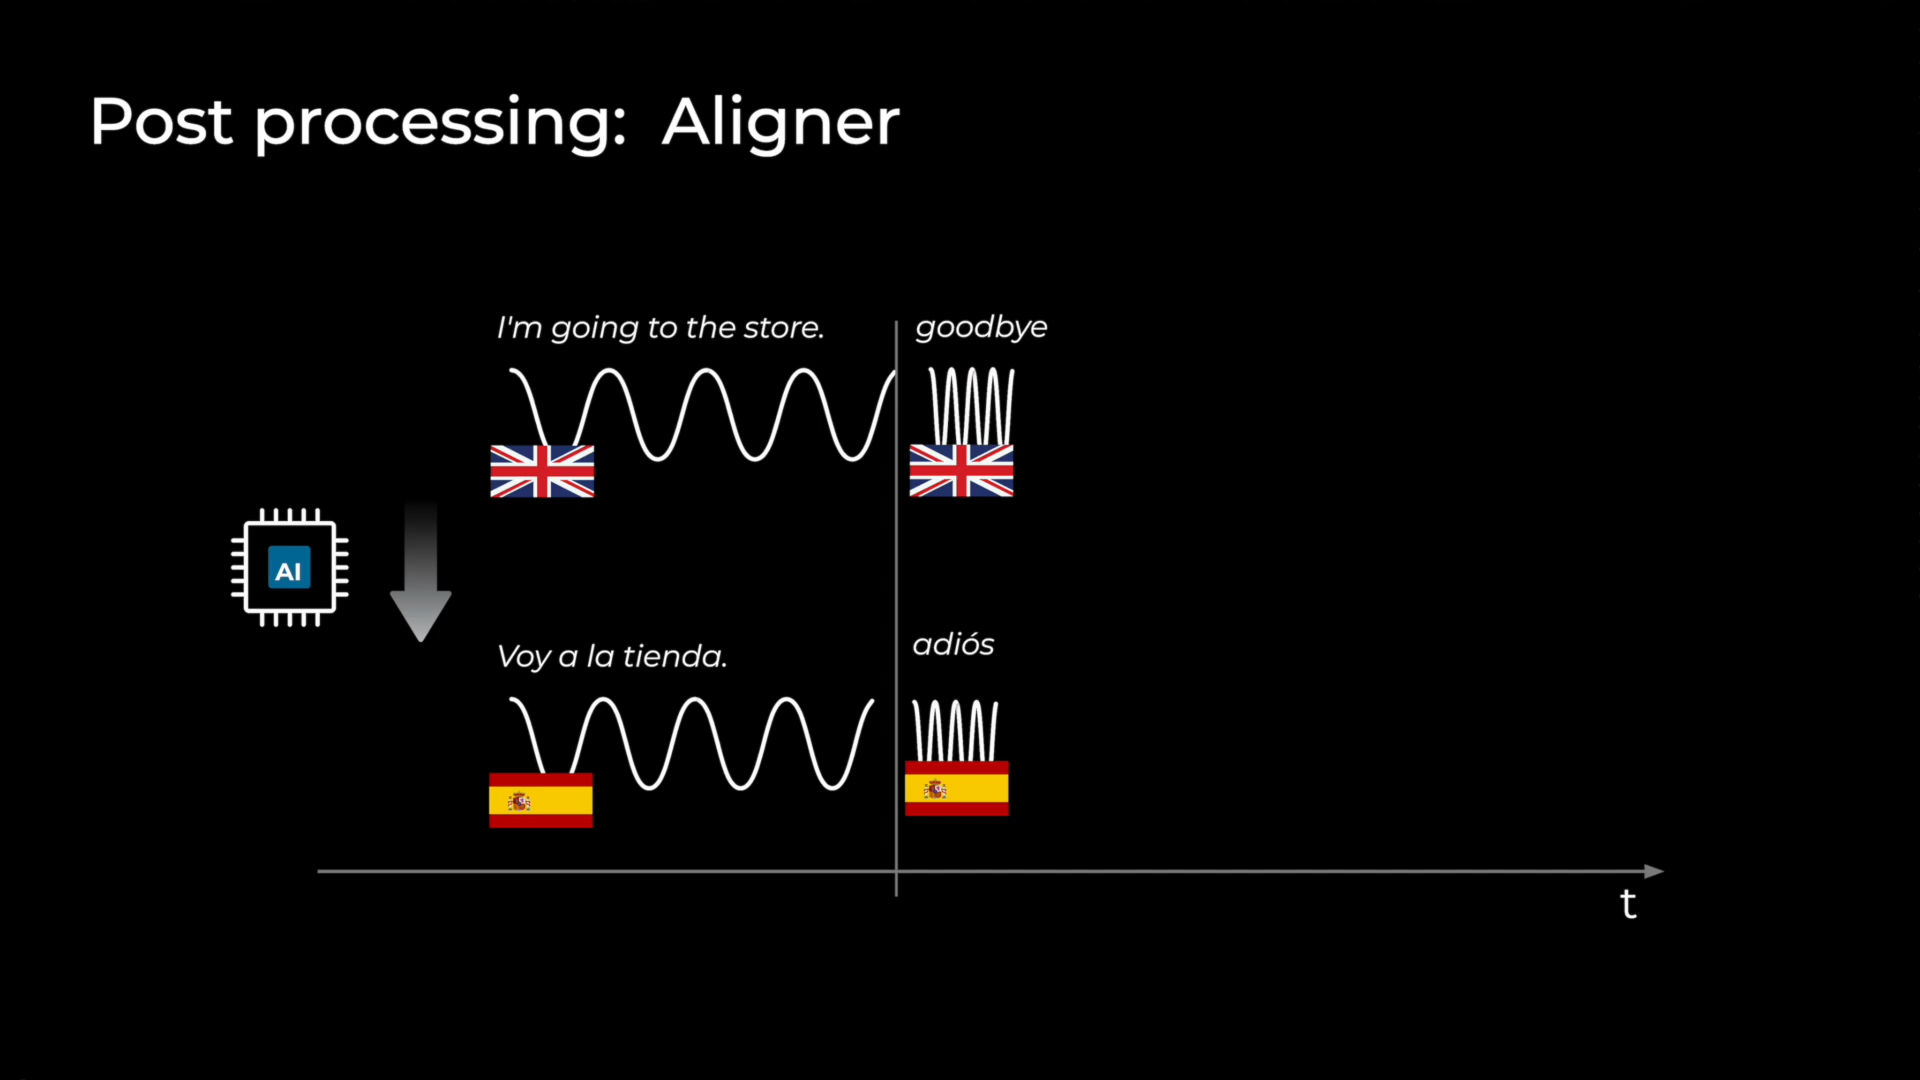 Post processing: Aligner
I'm going to the store.
goodbye
AI
Voy a la tienda.
adiós
t